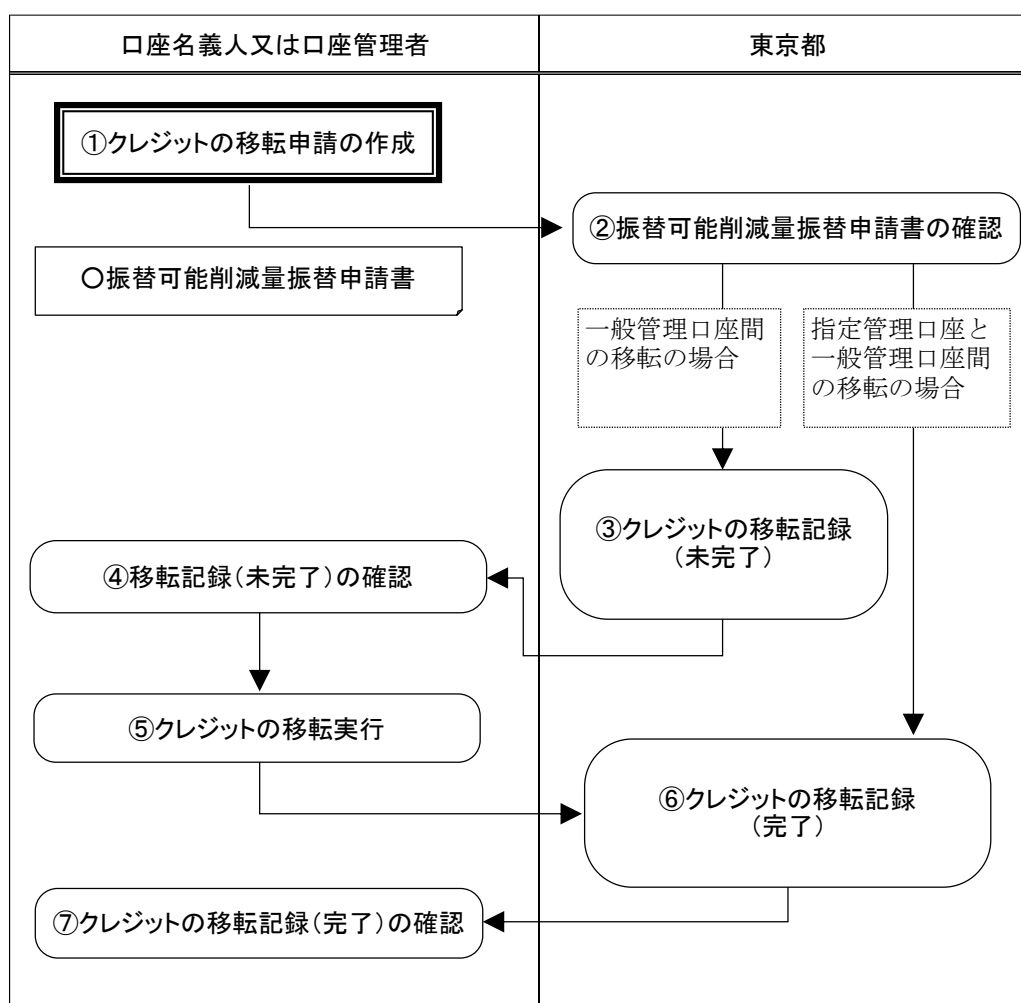 口座名義人又は口座管理者
東京都
①クレジットの移転申請の作成
②振替可能削減量振替申請書の確認
○振替可能削減量振替申請書
一般管理口座間
の移転の場合
指定管理口座と
一般管理口座間
の移転の場合
③クレジットの移転記録
(未完了)
④移転記録(未完了)の確認
⑤クレジットの移転実行
⑥クレジットの移転記録
(完了)
⑦クレジットの移転記録(完了)の確認